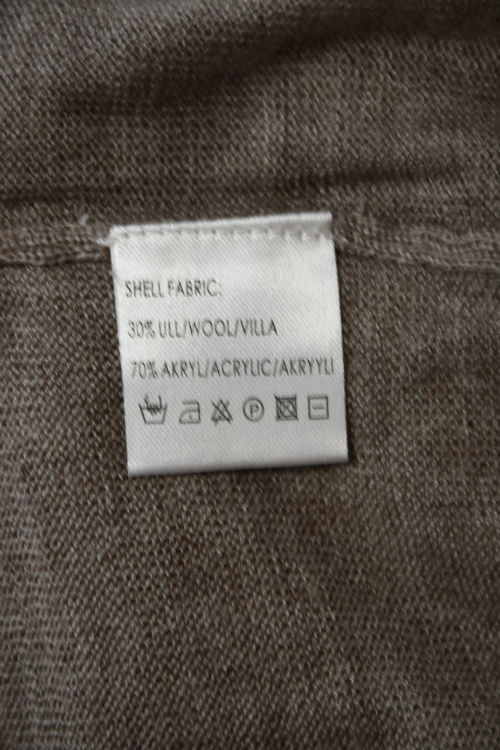 SHELL FABRIC:
30% ULL/WOOL/VILLA
70% AKRYL/ACRYLIC/AKRYYLI
P